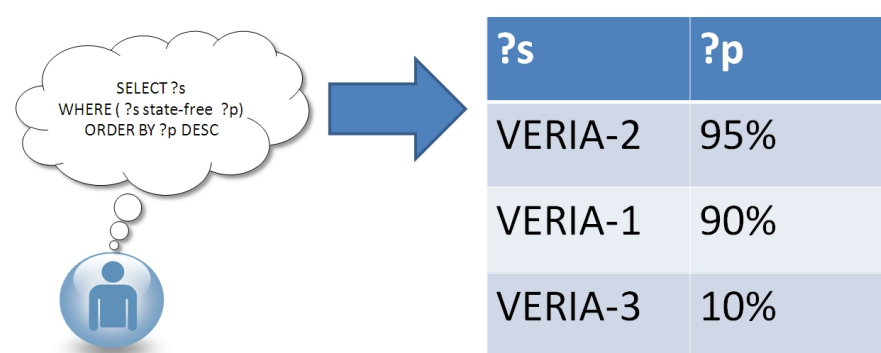 SELECT ?s
WHERE ( ?s state-free ?p)
ORDER BY ?p DESC
?s ?p
VERIA-2 95%
VERIA-1 90%
VERIA-3 10%